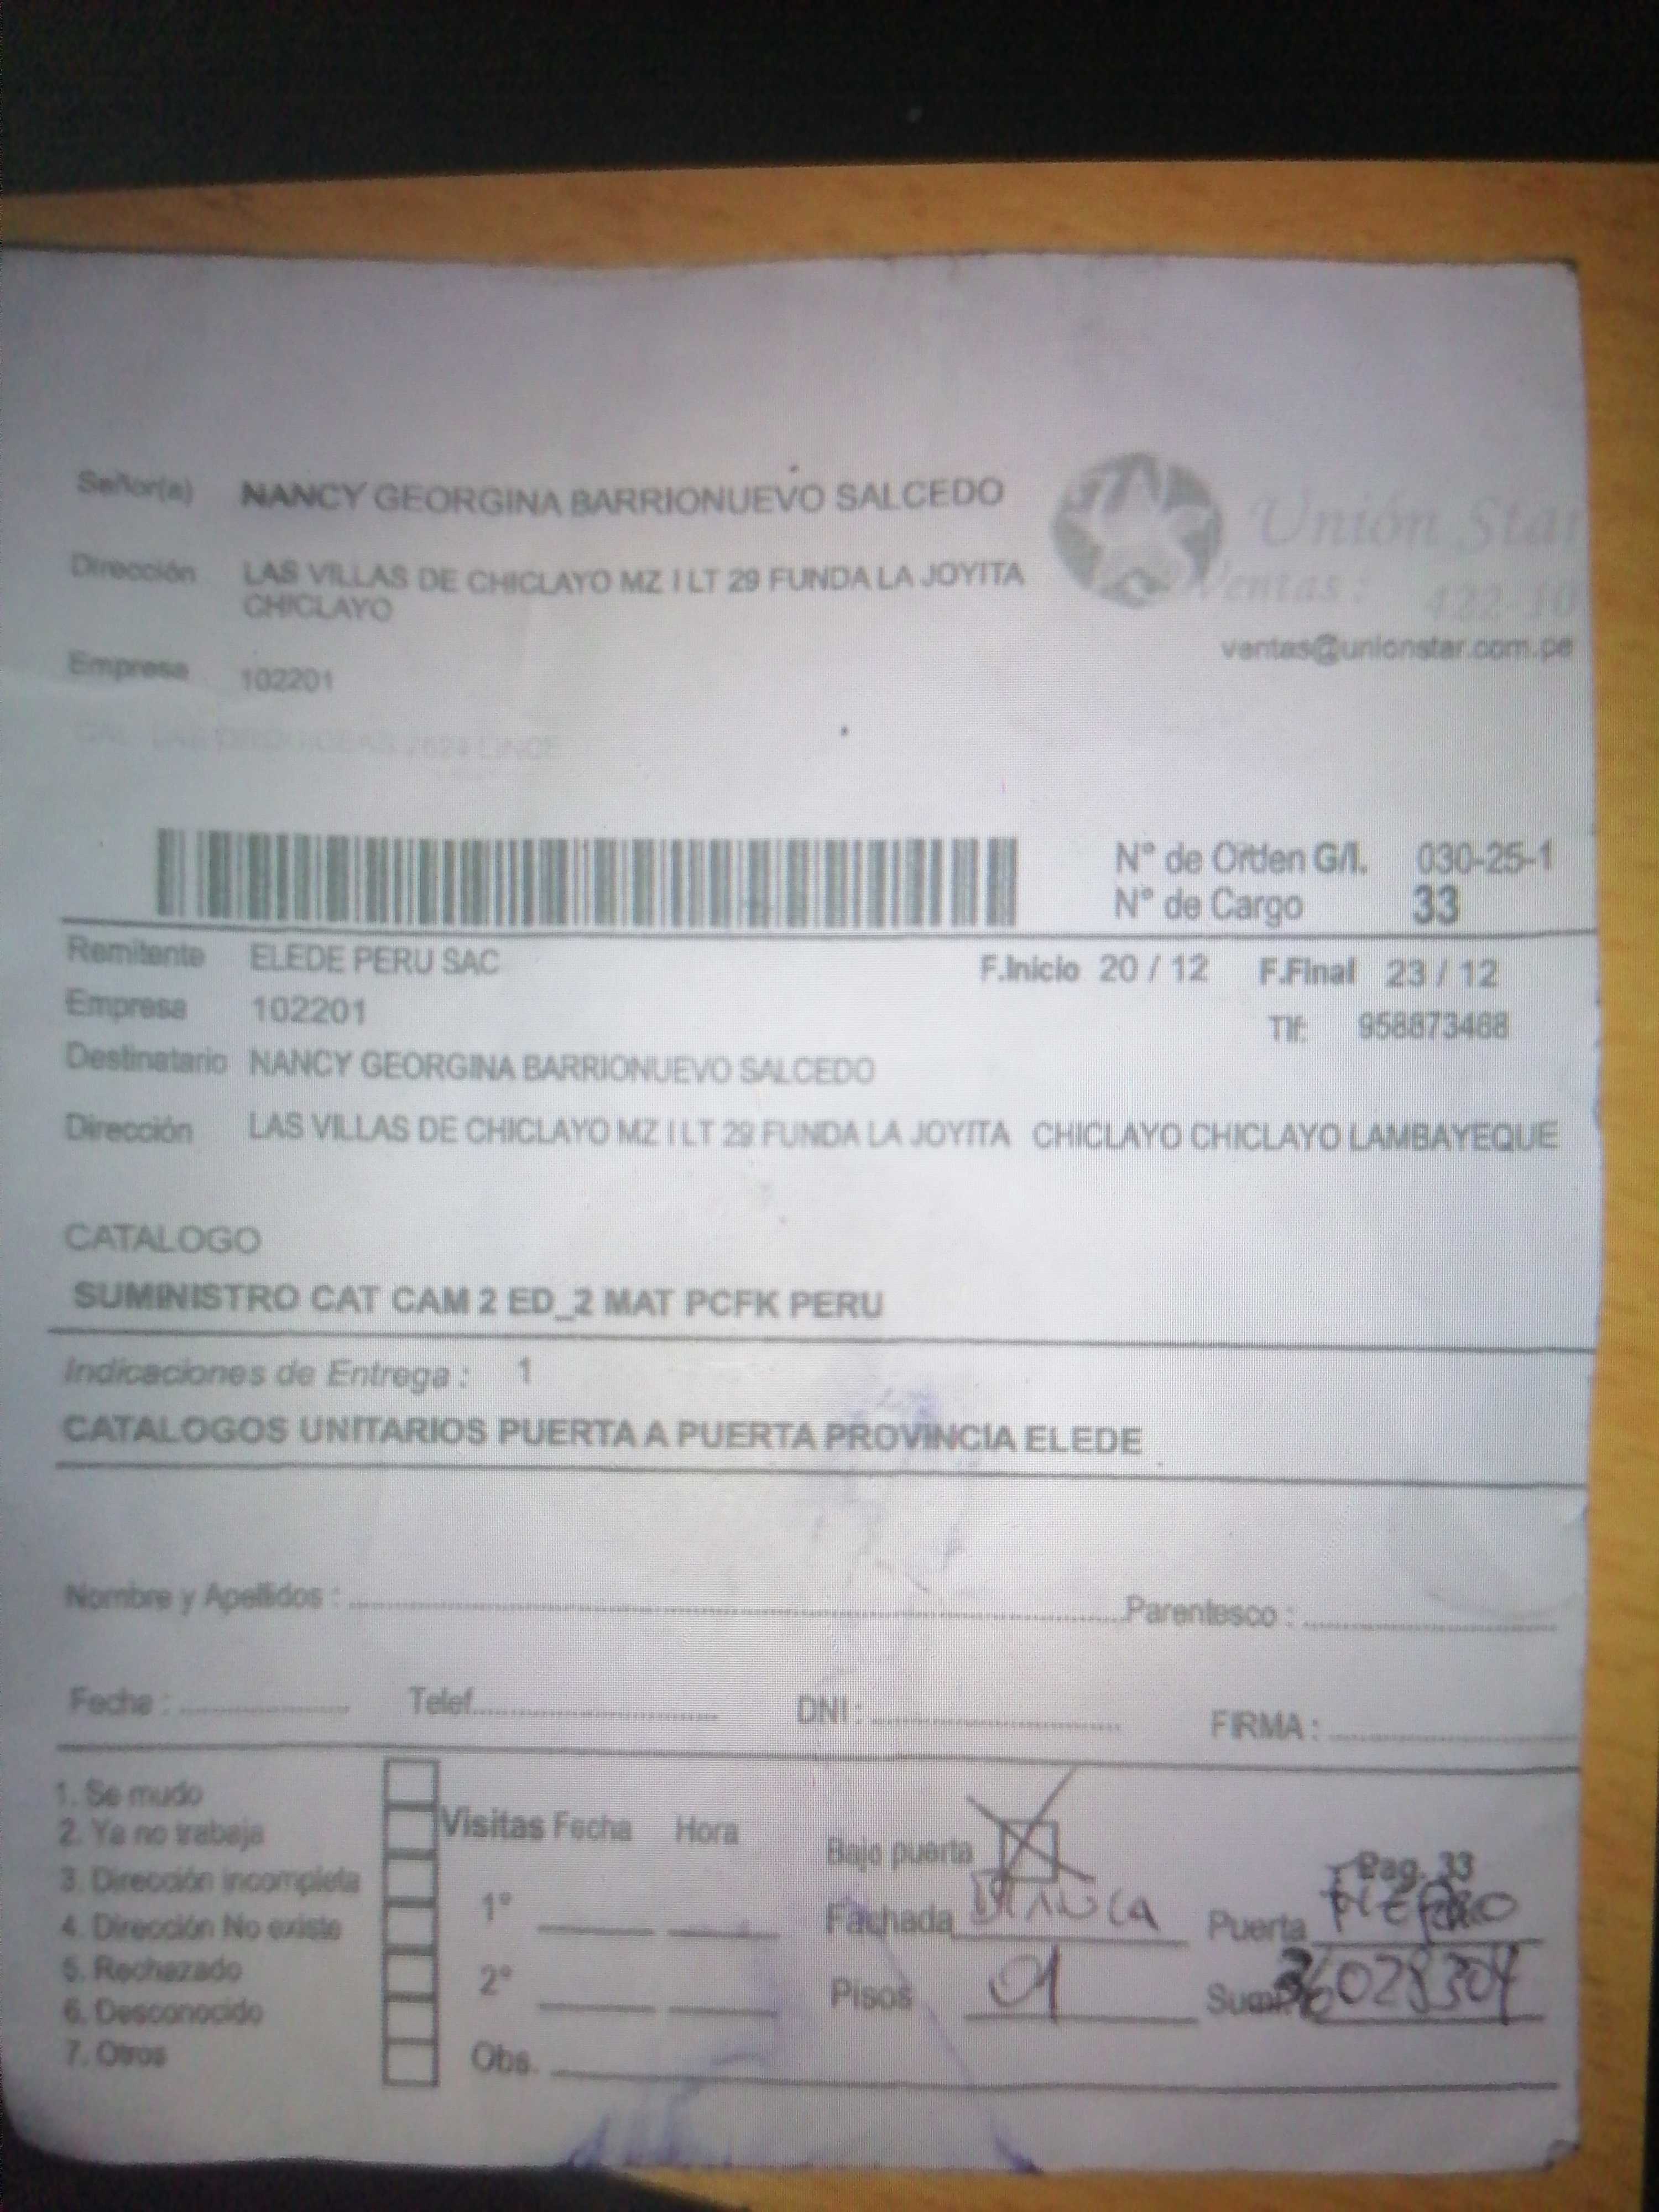 Señor(a) NANCY GEORGINA BARRIONUEVO SALCEDO
Unión Star
Dirección LAS VILLAS DE CHICLAYO MZ I LT 29 FUNDA LA JOYITA
CHICLAYO
Ventas : 422-10
ventas@unionstar.com.pe
Empresa 102201
N° de Orden G/I. 030-25-1
N° de Cargo 33
Remitente ELEDE PERU SAC F.Inicio 20 / 12 F.Final 23 / 12
Empresa 102201 Tlf: 958873468
Destinatario NANCY GEORGINA BARRIONUEVO SALCEDO
Dirección LAS VILLAS DE CHICLAYO MZ I LT 29 FUNDA LA JOYITA CHICLAYO CHICLAYO LAMBAYEQUE
CATALOGO
SUMINISTRO CAT CAM 2 ED_2 MAT PCFK PERU
Indicaciones de Entrega : 1
CATALOGOS UNITARIOS PUERTA A PUERTA PROVINCIA ELEDE
Nombre y Apellidos : Parentesco :
Fecha : Telef. DNI : FIRMA :
1. Se mudo
2. Ya no trabaja
3. Dirección incompleta
4. Dirección No existe
5. Rechazado
6. Desconocido
7. Otros
Visitas Fecha Hora
1°
2°
Obs.
Bajo puerta
Pag. 33
Fachada BLANCA Puerta
Pisos 01 Sum. 36028304